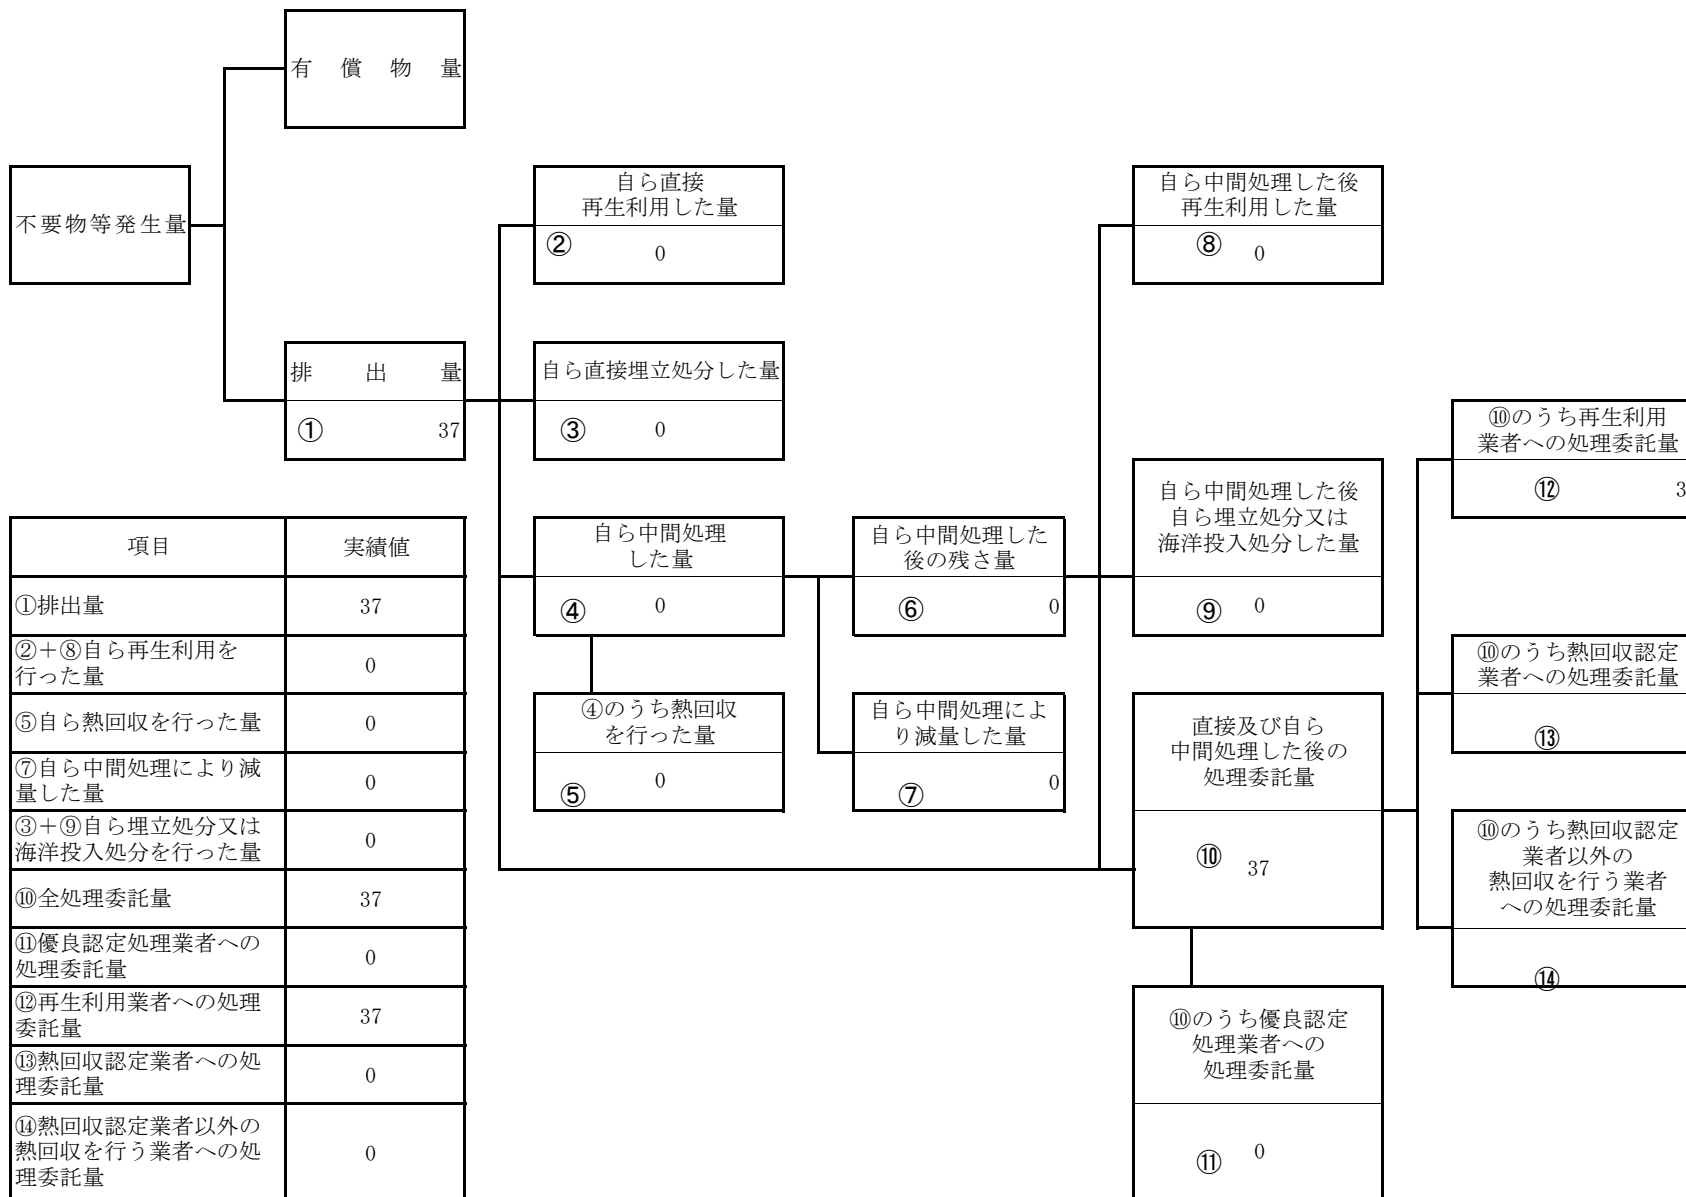 有償物量
不要物等発生量
排出量
① 37
自ら直接
再生利用した量
② 0
自ら直接埋立処分した量
③ 0
自ら中間処理
した量
④ 0
④のうち熱回収
を行った量
⑤ 0
自ら中間処理した
後の残さ量
⑥ 0
自ら中間処理によ
り減量した量
⑦ 0
自ら中間処理した後
再生利用した量
⑧ 0
自ら中間処理した後
自ら埋立処分又は
海洋投入処分した量
⑨ 0
直接及び自ら
中間処理した後の
処理委託量
⑩ 37
⑩のうち優良認定
処理業者への
処理委託量
⑪ 0
⑩のうち再生利用
業者への処理委託量
⑫ 3
⑩のうち熱回収認定
業者への処理委託量
⑬
⑩のうち熱回収認定
業者以外の
熱回収を行う業者
への処理委託量
⑭
項目 実績値
①排出量 37
②+⑧自ら再生利用を
行った量 0
⑤自ら熱回収を行った量 0
⑦自ら中間処理により減
量した量 0
③+⑨自ら埋立処分又は
海洋投入処分を行った量 0
⑩全処理委託量 37
⑪優良認定処理業者への
処理委託量 0
⑫再生利用業者への処理
委託量 37
⑬熱回収認定業者への処
理委託量 0
⑭熱回収認定業者以外の
熱回収を行う業者への処
理委託量 0